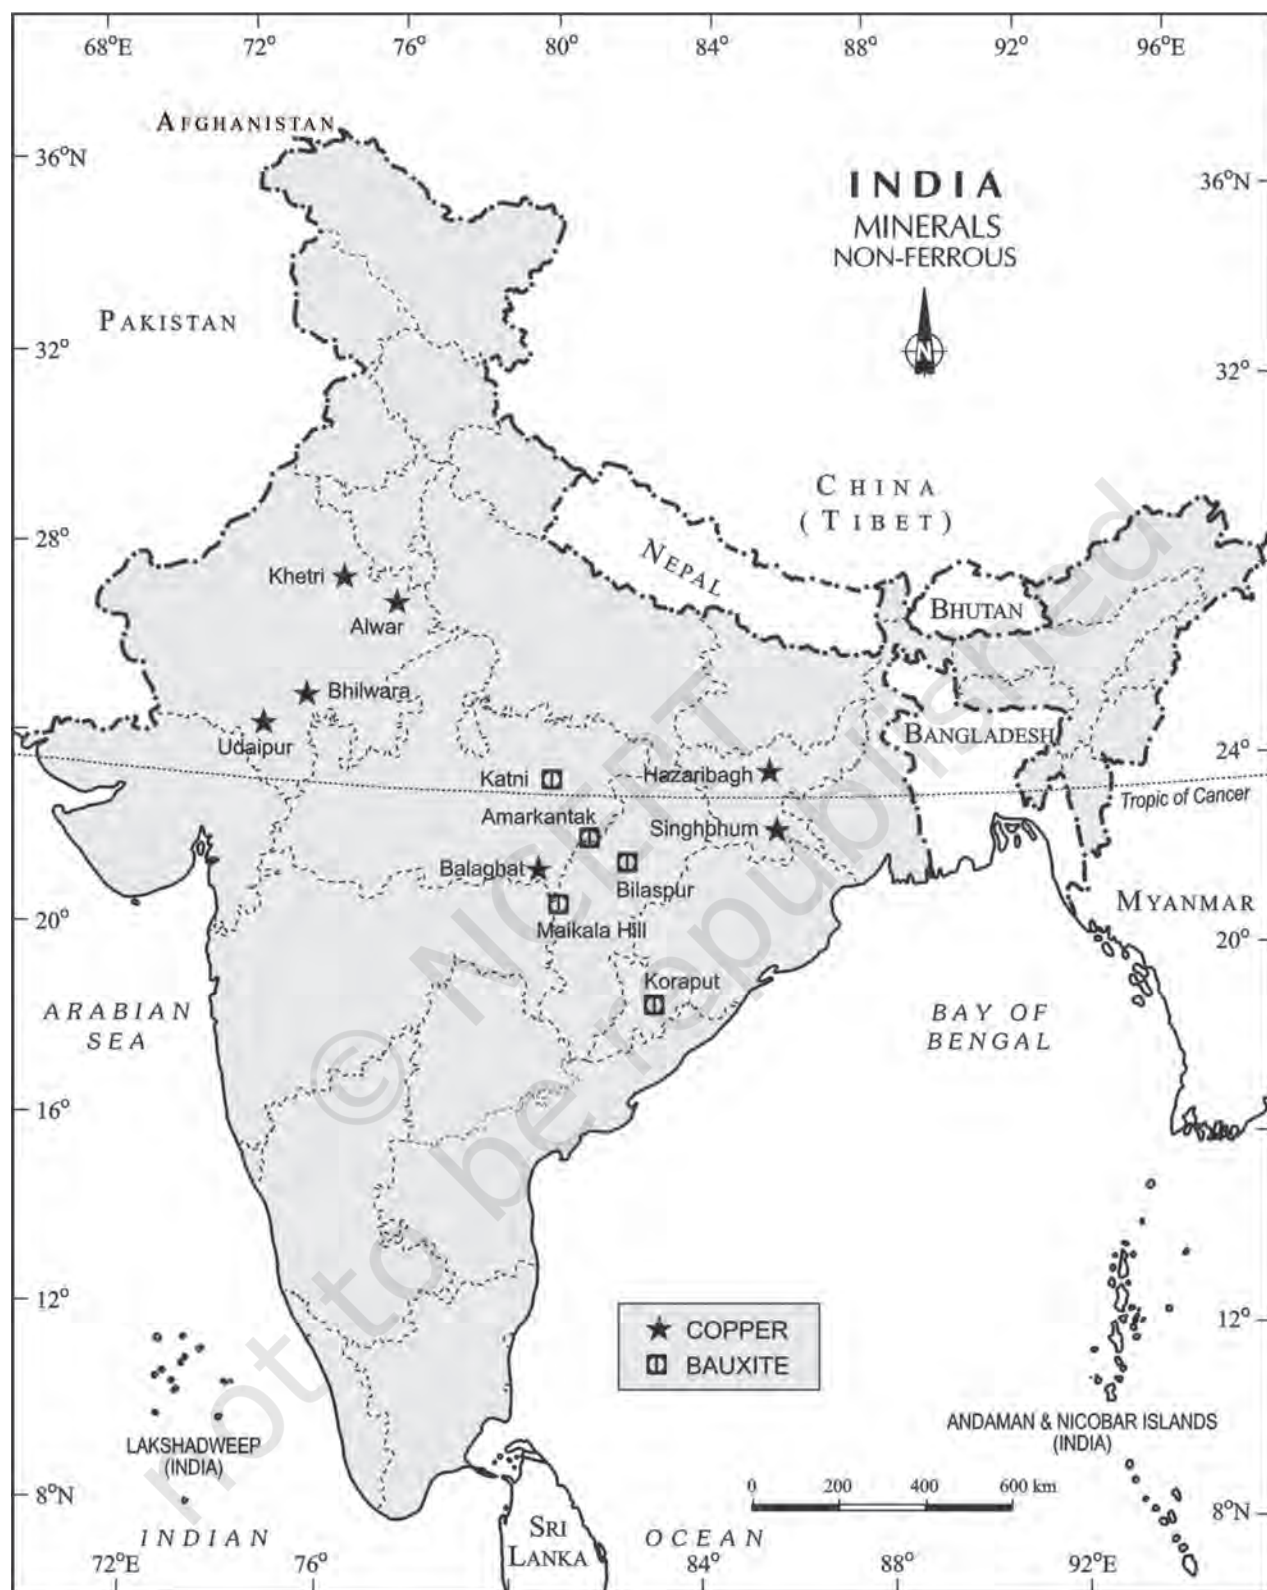 68°E 72° 76° 80° 84° 88° 92° 96°E
AFGHANISTAN
36°N
INDIA
MINERALS
NON-FERROUS
36°N
N
PAKISTAN
32°
32°
CHINA
(TIBET)
28°
28°
NEPAL
Khetri
Alwar
BHUTAN
Bhilwara
Udaipur
BANGLADESH
24°
24°
Katni
Hazaribagh
Tropic of Cancer
Amarkantak
Singhbhum
Balaghat
Bilaspur
MYANMAR
20°
20°
Maikala Hill
Koraput
ARABIAN
SEA
BAY OF
BENGAL
16°
12°
12°
COPPER
BAUXITE
LAKSHADWEEP
(INDIA)
ANDAMAN & NICOBAR ISLANDS
(INDIA)
0 200 400 600 km
8°N
8°N
INDIAN
OCEAN
SRI
LANKA
72°E 76° 84° 88° 92°E
© NCERT
not to be republished